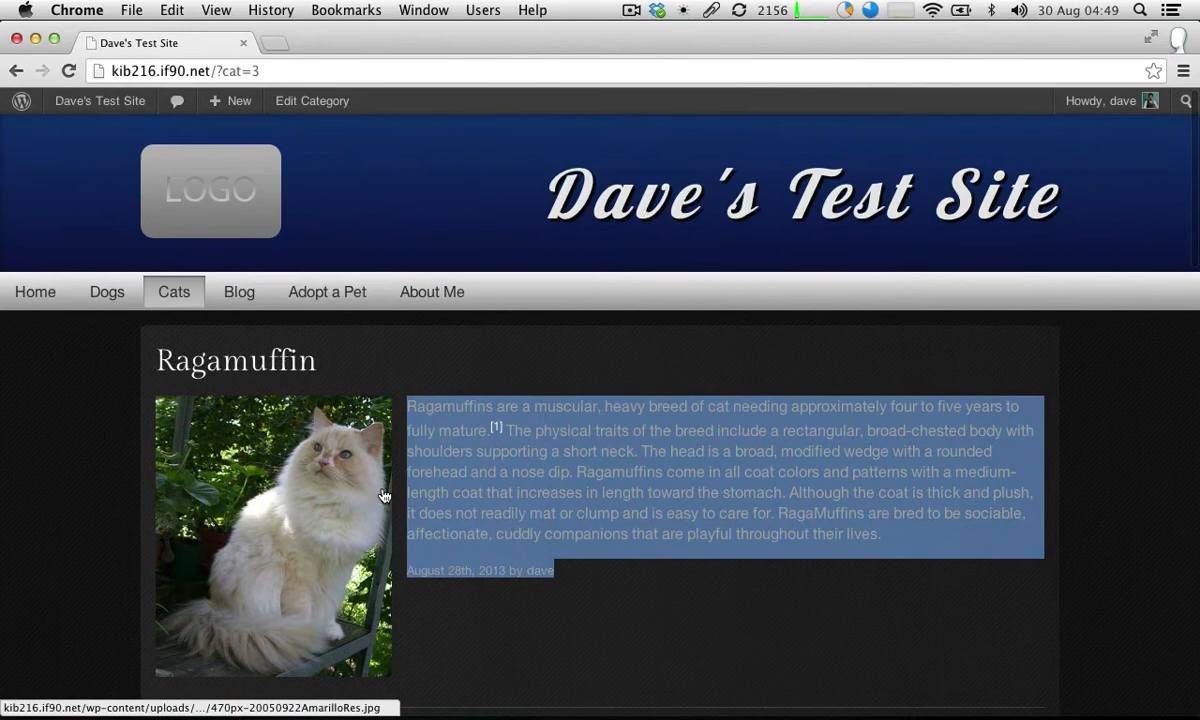 Chrome File Edit View History Bookmarks Window Users Help 2156 30 Aug 04:49
Dave's Test Site
kib216.if90.net/?cat=3
Dave's Test Site New Edit Category Howdy, dave
LOGO
Dave's Test Site
Home Dogs Cats Blog Adopt a Pet About Me
Ragamuffin
Ragamuffins are a muscular, heavy breed of cat needing approximately four to five years to
fully mature.[1] The physical traits of the breed include a rectangular, broad-chested body with
shoulders supporting a short neck. The head is a broad, modified wedge with a rounded
forehead and a nose dip. Ragamuffins come in all coat colors and patterns with a medium-
length coat that increases in length toward the stomach. Although the coat is thick and plush,
it does not readily mat or clump and is easy to care for. RagaMuffins are bred to be sociable,
affectionate, cuddly companions that are playful throughout their lives.
August 28th, 2013 by dave
kib216.if90.net/wp-content/uploads/.../470px-20050922AmarilloRes.jpg